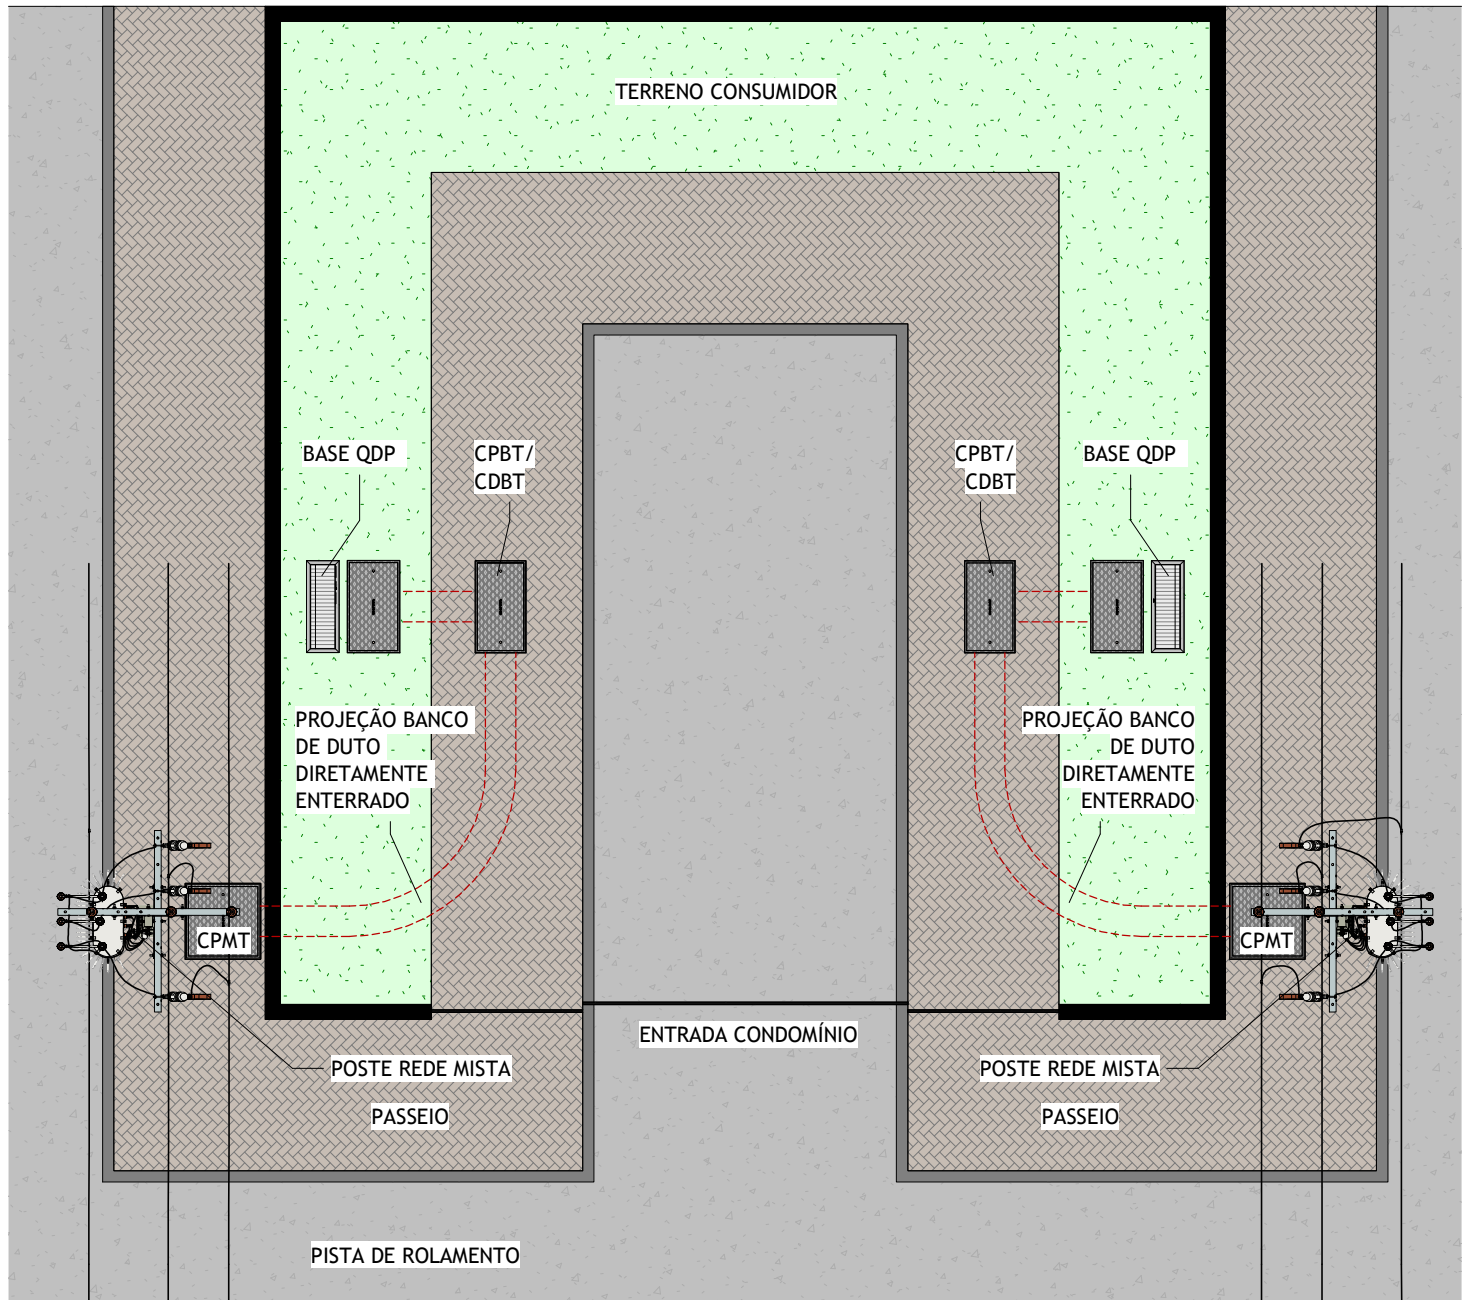 TERRENO CONSUMIDOR
BASE QDP
CPBT/
CDBT
CPBT/
CDBT
BASE QDP
PROJEÇÃO BANCO
DE DUTO
DIRETAMENTE
ENTERRADO
PROJEÇÃO BANCO
DE DUTO
DIRETAMENTE
ENTERRADO
CPMT
CPMT
ENTRADA CONDOMÍNIO
POSTE REDE MISTA
POSTE REDE MISTA
PASSEIO
PASSEIO
PISTA DE ROLAMENTO